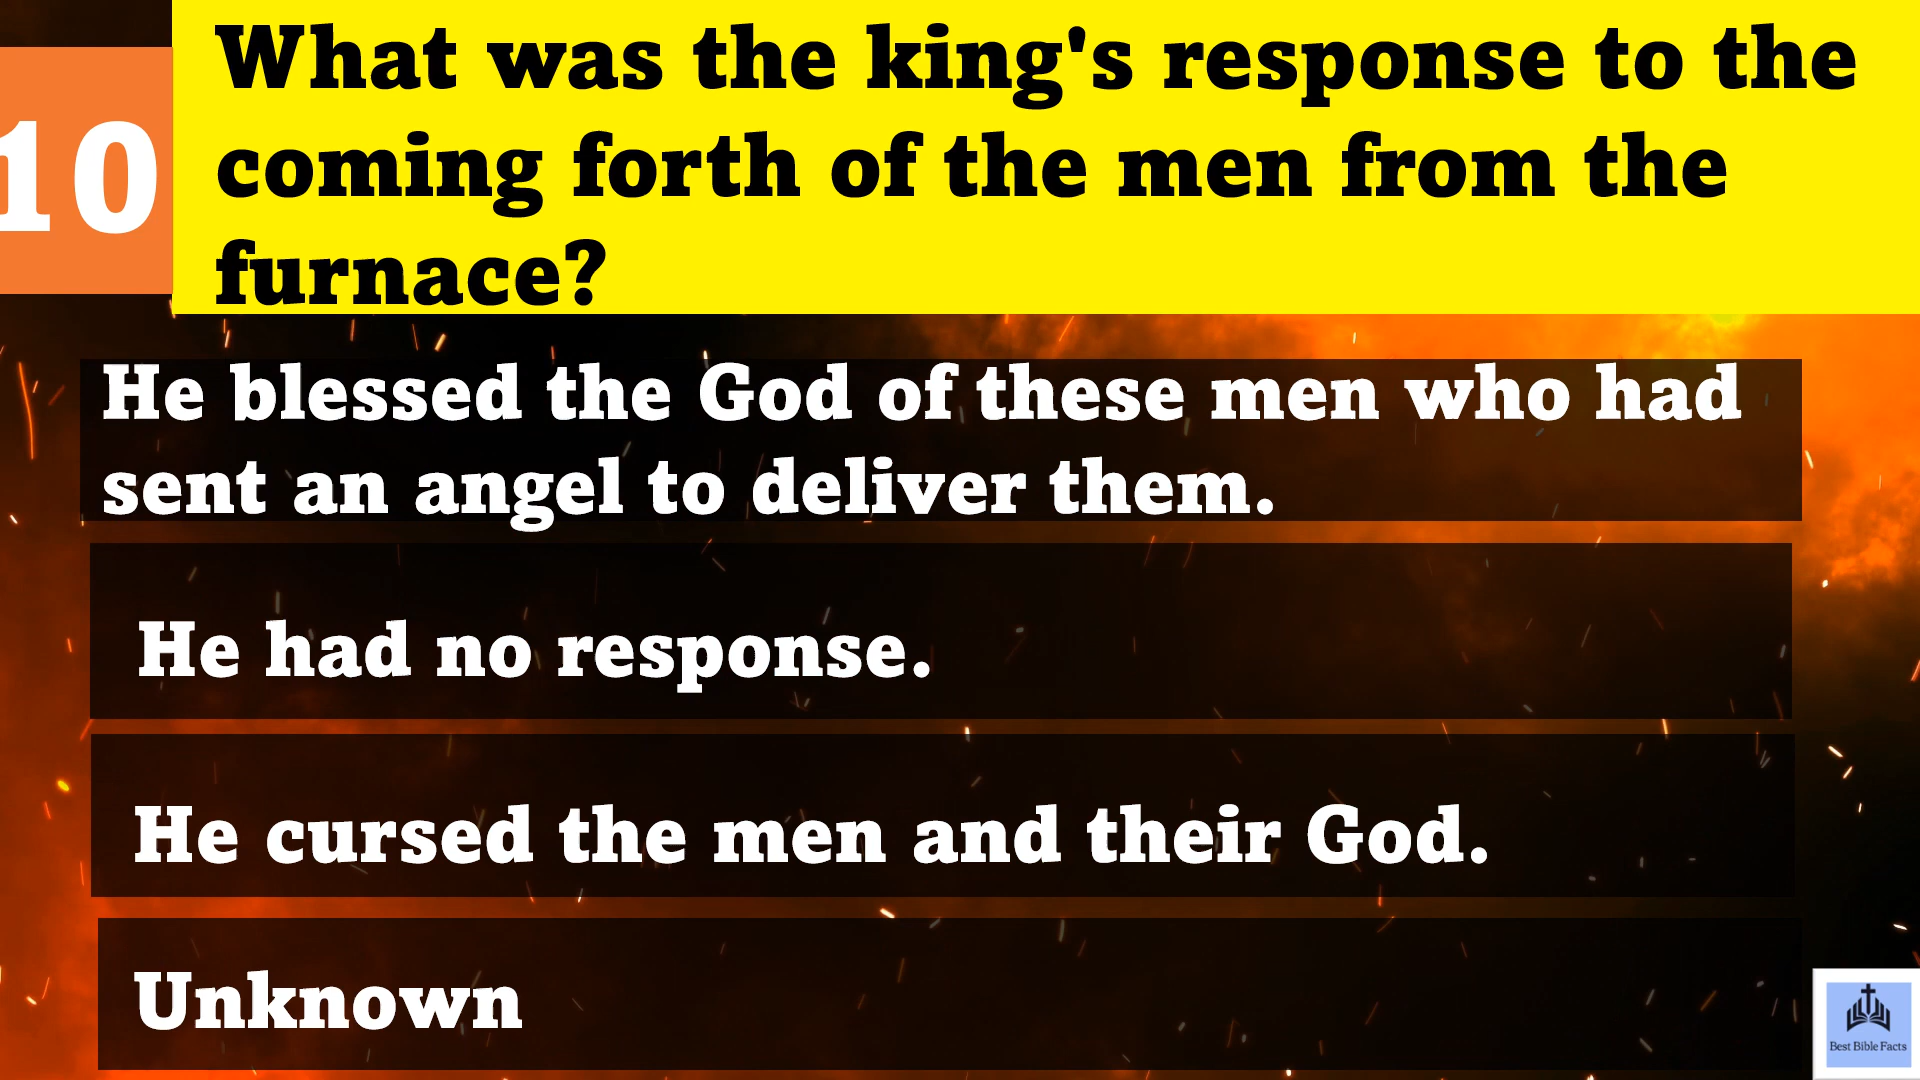 10
What was the king's response to the
coming forth of the men from the
furnace?
He blessed the God of these men who had
sent an angel to deliver them.
He had no response.
He cursed the men and their God.
Unknown
Best Bible Facts